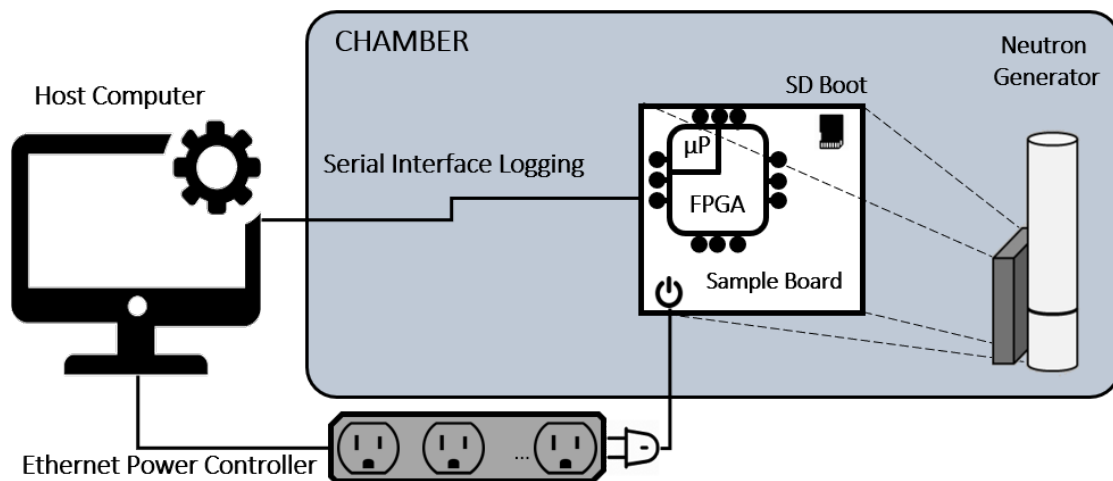 CHAMBER
Neutron
Generator
Host Computer
SD Boot
Serial Interface Logging
μP
FPGA
Sample Board
...
Ethernet Power Controller